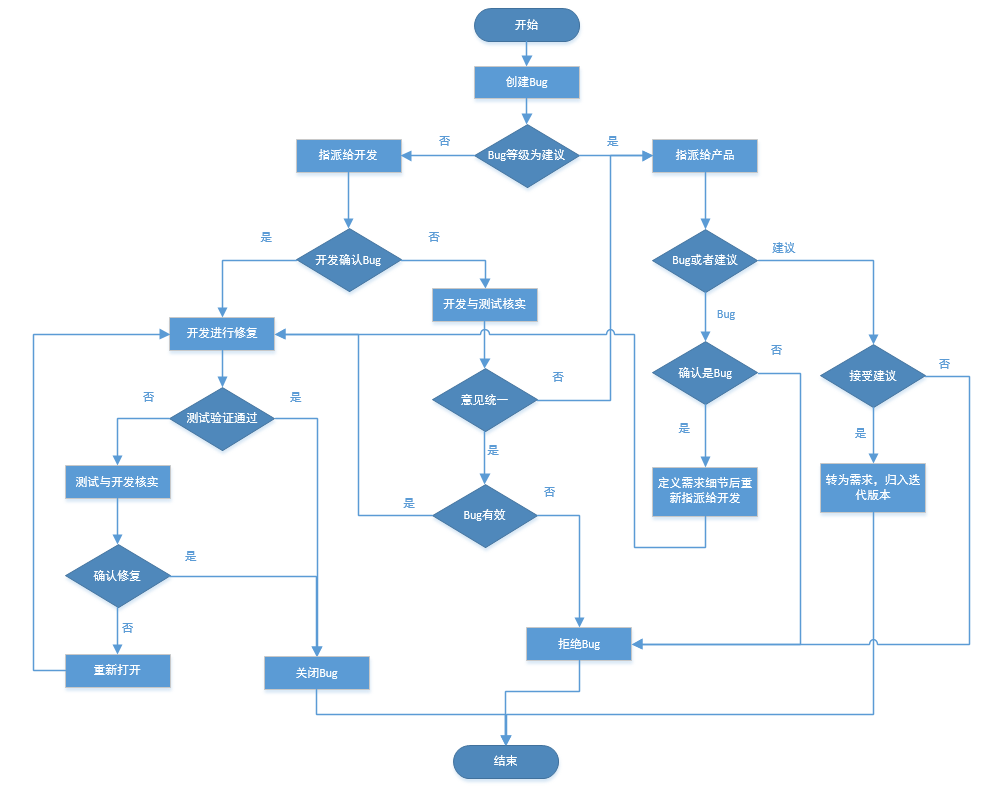 开始
创建Bug
否
是
指派给开发
Bug等级为建议
指派给产品
是
否
建议
开发确认Bug
Bug或者建议
开发与测试核实
Bug
开发进行修复
否
否
否
确认是Bug
接受建议
否
是
意见统一
测试验证通过
是
是
是
测试与开发核实
定义需求细节后重
新指派给开发
转为需求，归入迭
代版本
是
否
Bug有效
是
确认修复
否
拒绝Bug
重新打开
关闭Bug
结束